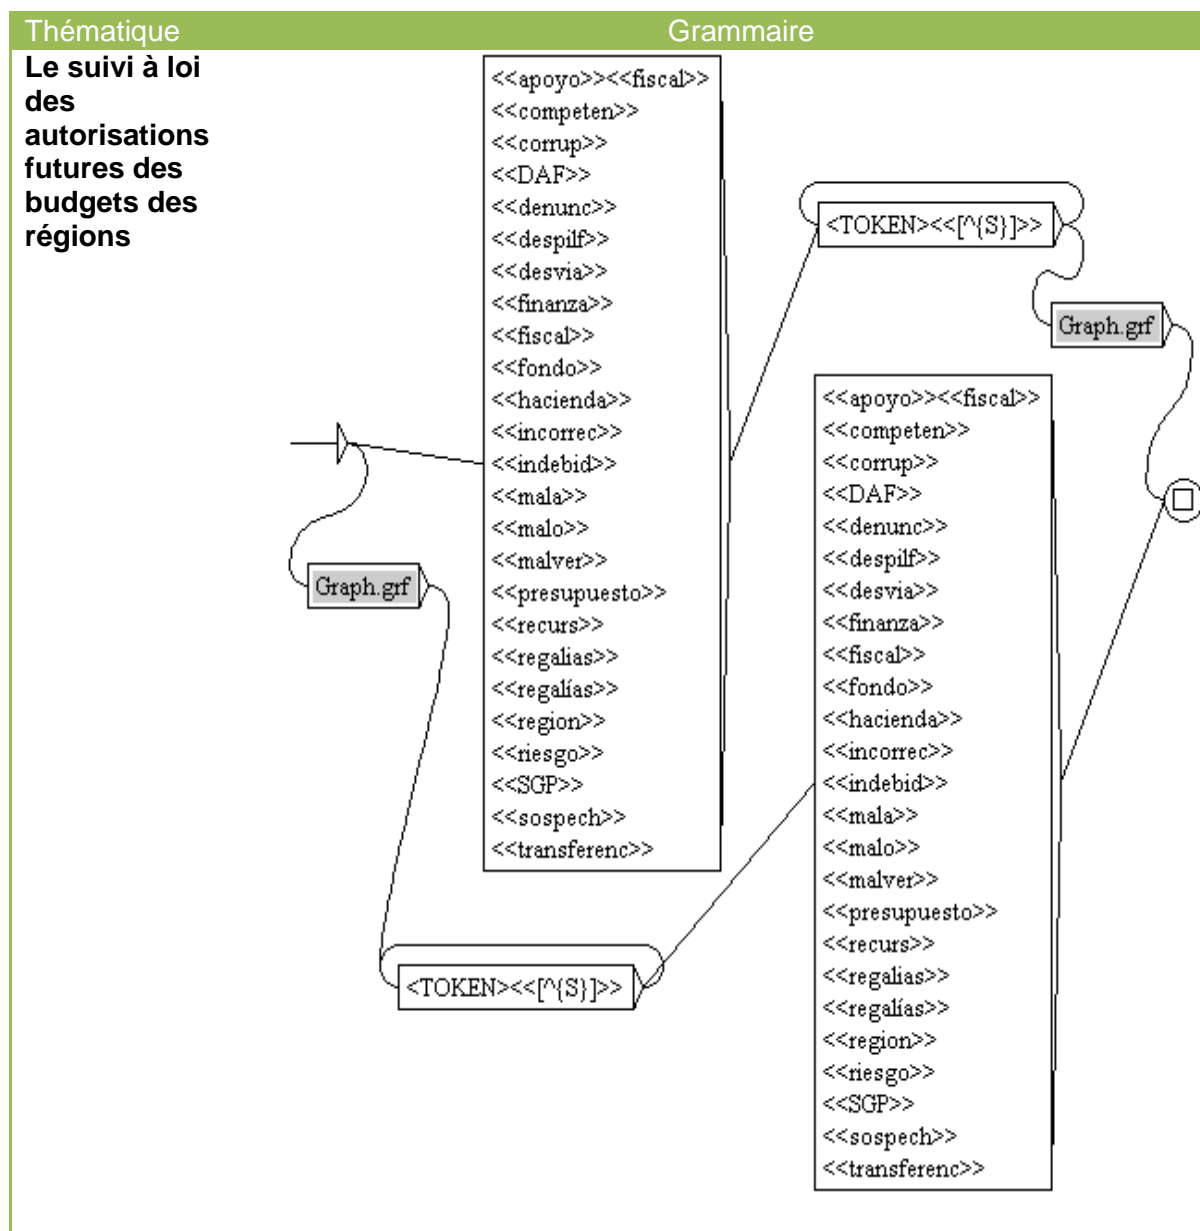 Thématique
Grammaire
Le suivi à loi
des
autorisations
futures des
budgets des
régions
<<apoyo>><<fiscal>>
<<competen>>
<<corrup>>
<<DAF>>
<<denunc>>
<<despilf>>
<<desvia>>
<<finanza>>
<<fiscal>>
<<fondo>>
<<hacienda>>
<<incorrec>>
<<indebid>>
<<mala>>
<<malo>>
<<malver>>
<<presupuesto>>
<<recurs>>
<<regalias>>
<<regalías>>
<<region>>
<<riesgo>>
<<SGP>>
<<sospech>>
<<transferenc>>
<TOKEN><<[^{S}]>>
Graph.grf
Graph.grf
<TOKEN><<[^{S}]>>
<<apoyo>><<fiscal>>
<<competen>>
<<corrup>>
<<DAF>>
<<denunc>>
<<despilf>>
<<desvia>>
<<finanza>>
<<fiscal>>
<<fondo>>
<<hacienda>>
<<incorrec>>
<<indebid>>
<<mala>>
<<malo>>
<<malver>>
<<presupuesto>>
<<recurs>>
<<regalias>>
<<regalías>>
<<region>>
<<riesgo>>
<<SGP>>
<<sospech>>
<<transferenc>>